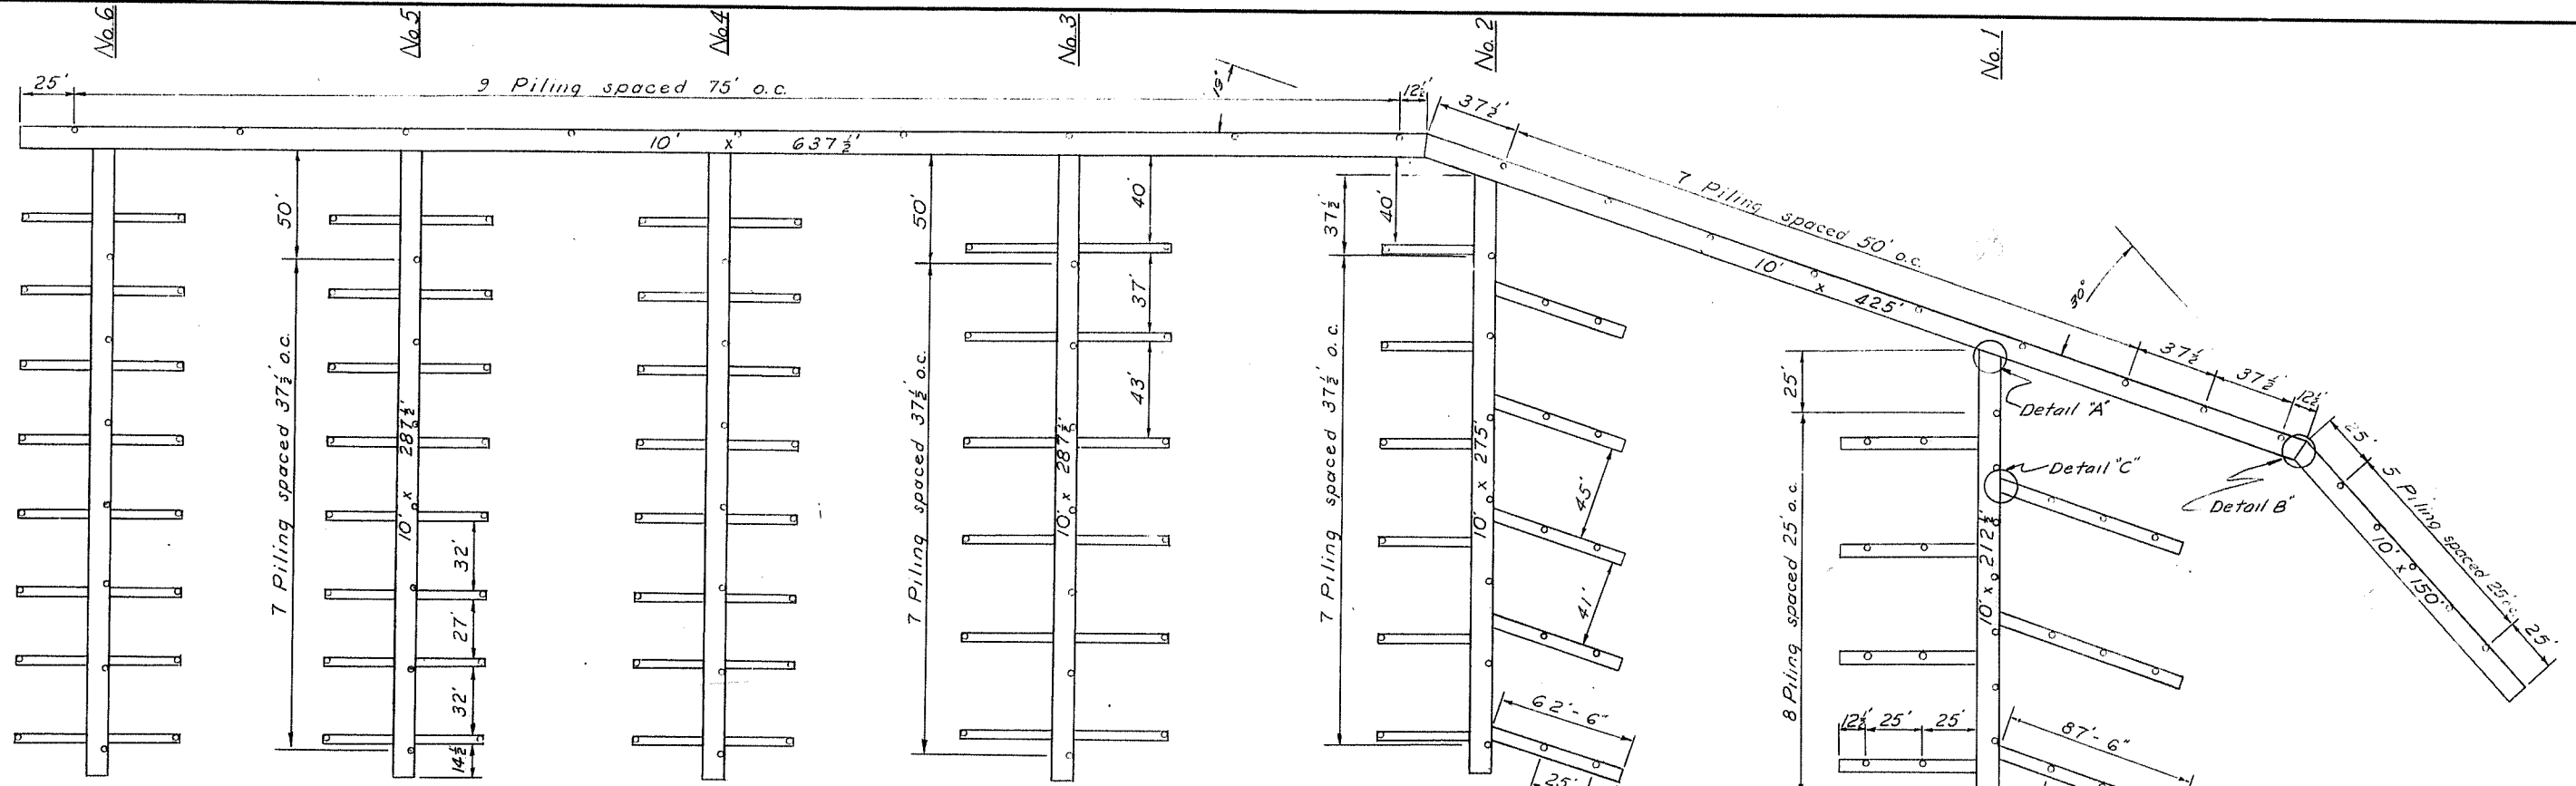 No.6
No.5
No.4
No.3
No.2
No.1
25'
9 Piling spaced 75' o.c.
12½'
19°
37½'
10' x 637½'
7 Piling spaced 50' o.c.
10' x 425'
30°
37½'
37½'
12½'
25'
5 Piling spaced 25' o.c.
10' x 150'
25'
Detail "A"
Detail "C"
Detail B"
50'
7 Piling spaced 37½' o.c.
10' x 287½'
32'
27'
32'
14½'
50'
7 Piling spaced 37½' o.c.
10' x 287½'
40'
37'
43'
37½'
40'
7 Piling spaced 37½' o.c.
10' x 275'
45'
41'
62'-6"
25'
25'
8 Piling spaced 25' o.c.
10' x 212½'
12½'
25'
25'
87'-6"